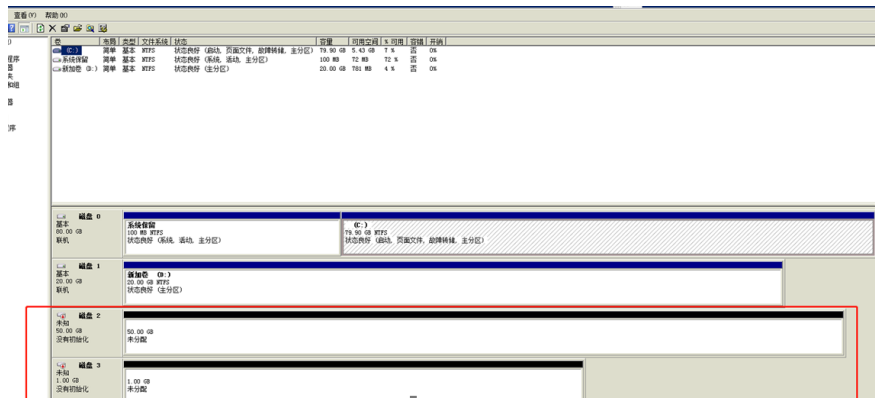 查看(V) 帮助(H)
卷 布局 类型 文件系统 状态 容量 可用空间 % 可用 容错 开销
(C:) 简单 基本 NTFS 状态良好 (启动, 页面文件, 故障转储, 主分区) 79.90 GB 5.43 GB 7 % 否 0%
程序 系统保留 简单 基本 NTFS 状态良好 (系统, 活动, 主分区) 100 MB 72 MB 72 % 否 0%
器 新加卷 (D:) 简单 基本 NTFS 状态良好 (主分区) 20.00 GB 781 MB 4 % 否 0%
夹
和组
器
程序
磁盘 0
基本
80.00 GB
联机
系统保留
100 MB NTFS
状态良好 (系统, 活动, 主分区)
(C:)
79.90 GB NTFS
状态良好 (启动, 页面文件, 故障转储, 主分区)
磁盘 1
基本
20.00 GB
联机
新加卷 (D:)
20.00 GB NTFS
状态良好 (主分区)
磁盘 2
未知
50.00 GB
没有初始化
50.00 GB
未分配
磁盘 3
未知
1.00 GB
没有初始化
1.00 GB
未分配